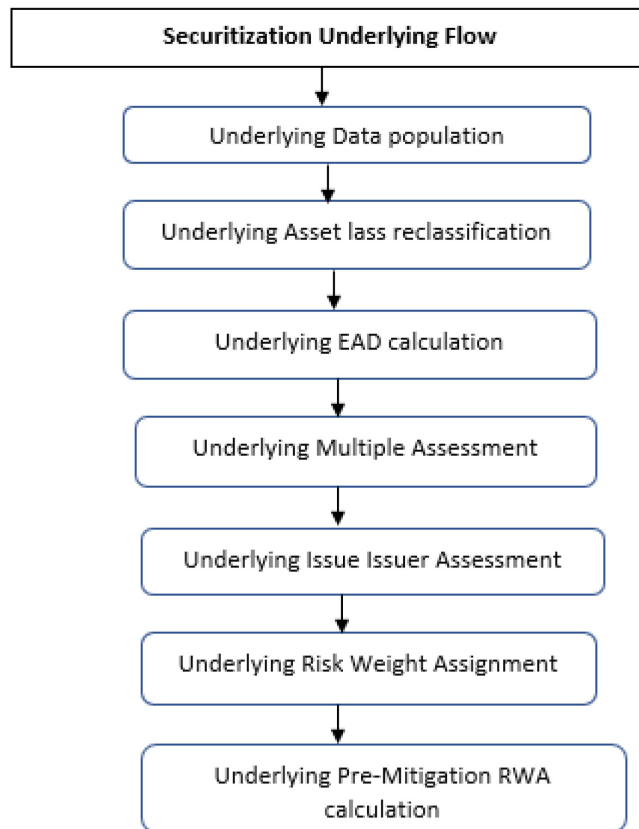 Securitization Underlying Flow
Underlying Data population
Underlying Asset lass reclassification
Underlying EAD calculation
Underlying Multiple Assessment
Underlying Issue Issuer Assessment
Underlying Risk Weight Assignment
Underlying Pre-Mitigation RWA
calculation